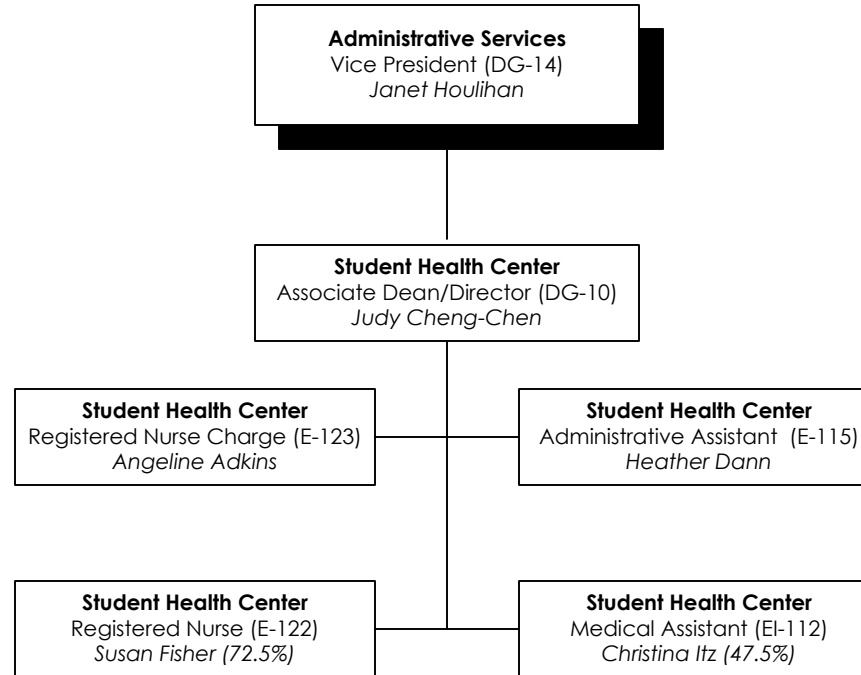 Administrative Services
Vice President (DG-14)
Janet Houlihan
Student Health Center
Associate Dean/Director (DG-10)
Judy Cheng-Chen
Student Health Center
Registered Nurse Charge (E-123)
Angeline Adkins
Student Health Center
Administrative Assistant (E-115)
Heather Dann
Student Health Center
Registered Nurse (E-122)
Susan Fisher (72.5%)
Student Health Center
Medical Assistant (EI-112)
Christina Itz (47.5%)